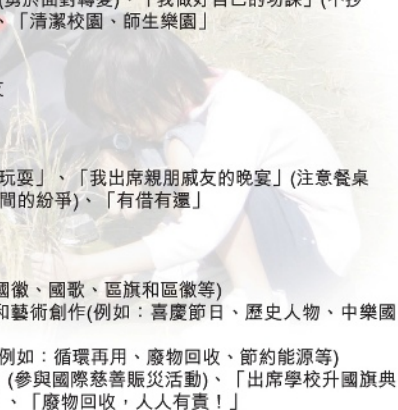 (勇於面對轉變)、「我做好自己的功課」(不抄
、「清潔校園、師生樂園」
玩耍」、「我出席親朋戚友的晚宴」(注意餐桌
間的紛爭)、「有借有還」
國徽、國歌、區旗和區徽等)
和藝術創作(例如：喜慶節日、歷史人物、中樂國
例如：循環再用、廢物回收、節約能源等)
、(參與國際慈善賑災活動)、「出席學校升國旗典
、「廢物回收，人人有責！」